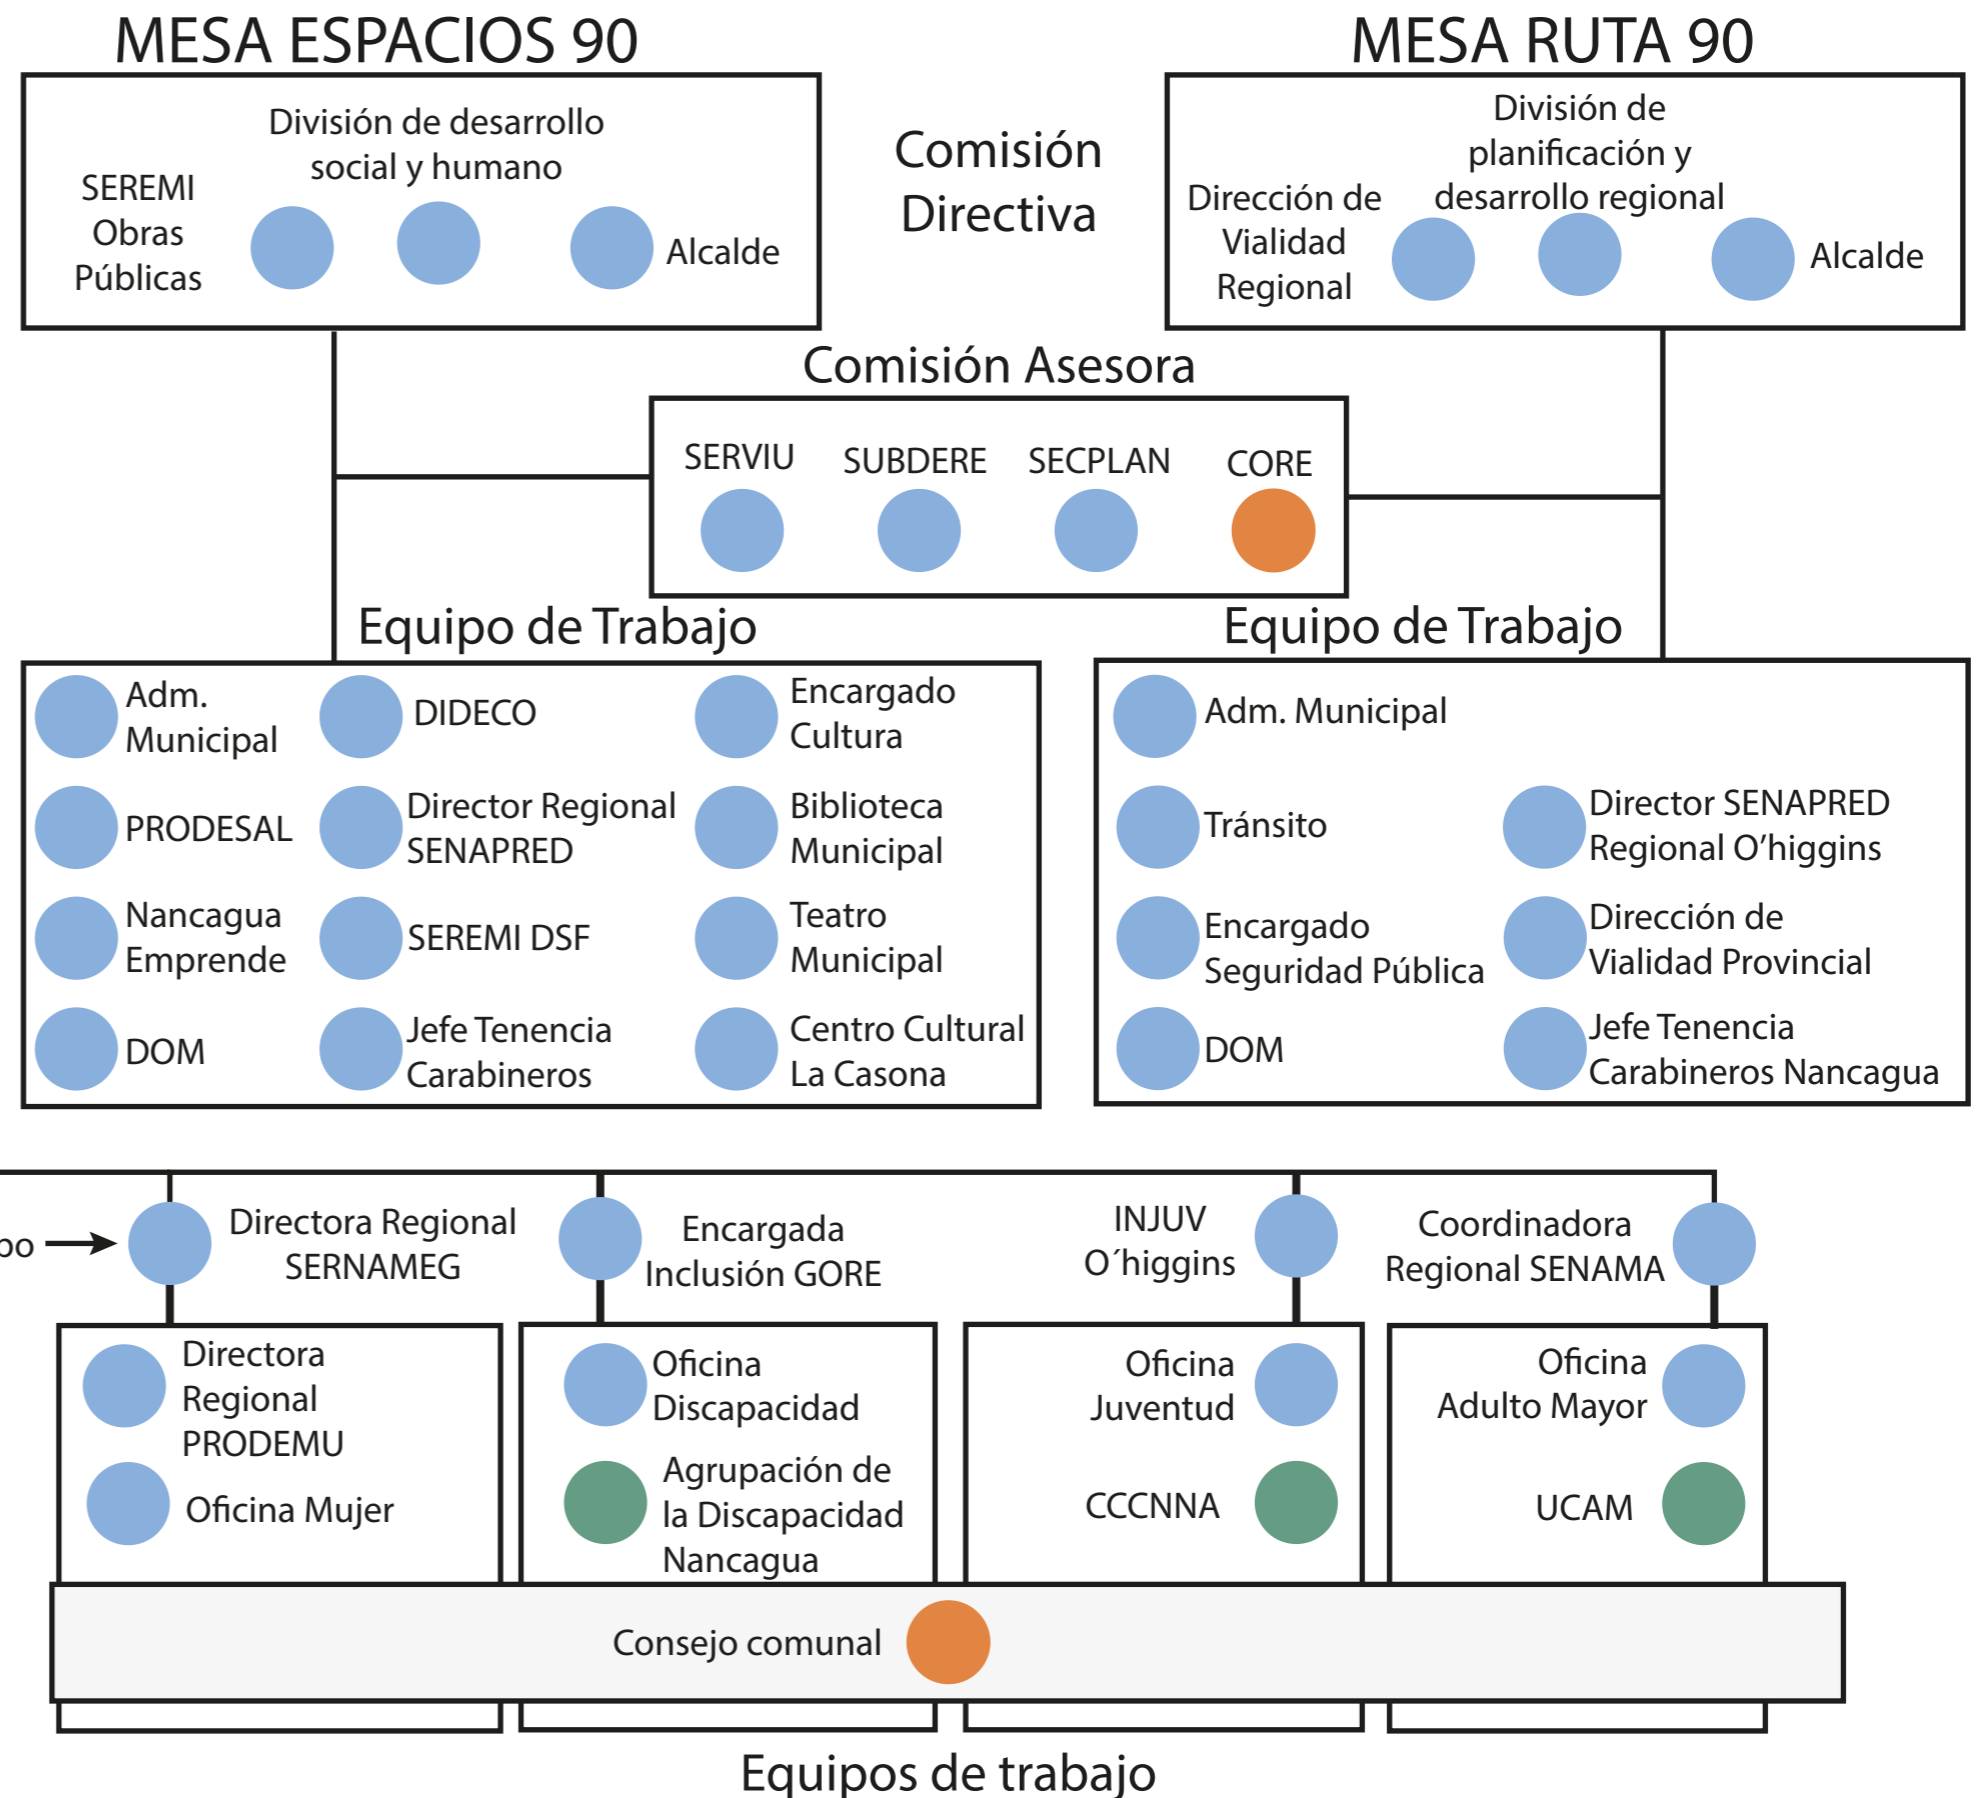 MESA ESPACIOS 90
MESA RUTA 90
División de desarrollo
social y humano
SEREMI
Obras
Públicas
Alcalde
Comisión
Directiva
División de
planificación y
desarrollo regional
Dirección de
Vialidad
Regional
Alcalde
Comisión Asesora
SERVIU
SUBDERE
SECPLAN
CORE
Equipo de Trabajo
Adm.
Municipal
DIDECO
Encargado
Cultura
PRODESAL
Director Regional
SENAPRED
Biblioteca
Municipal
Nancagua
Emprende
SEREMI DSF
Teatro
Municipal
DOM
Jefe Tenencia
Carabineros
Centro Cultural
La Casona
Equipo de Trabajo
Adm. Municipal
Tránsito
Director SENAPRED
Regional O'higgins
Encargado
Seguridad Pública
Dirección de
Vialidad Provincial
DOM
Jefe Tenencia
Carabineros Nancagua
Directora Regional
SERNAMEG
Encargada
Inclusión GORE
INJUV
O´higgins
Coordinadora
Regional SENAMA
Directora
Regional
PRODEMU
Oficina Mujer
Oficina
Discapacidad
Agrupación de
la Discapacidad
Nancagua
Oficina
Juventud
CCCNNA
Oficina
Adulto Mayor
UCAM
Consejo comunal
Equipos de trabajo